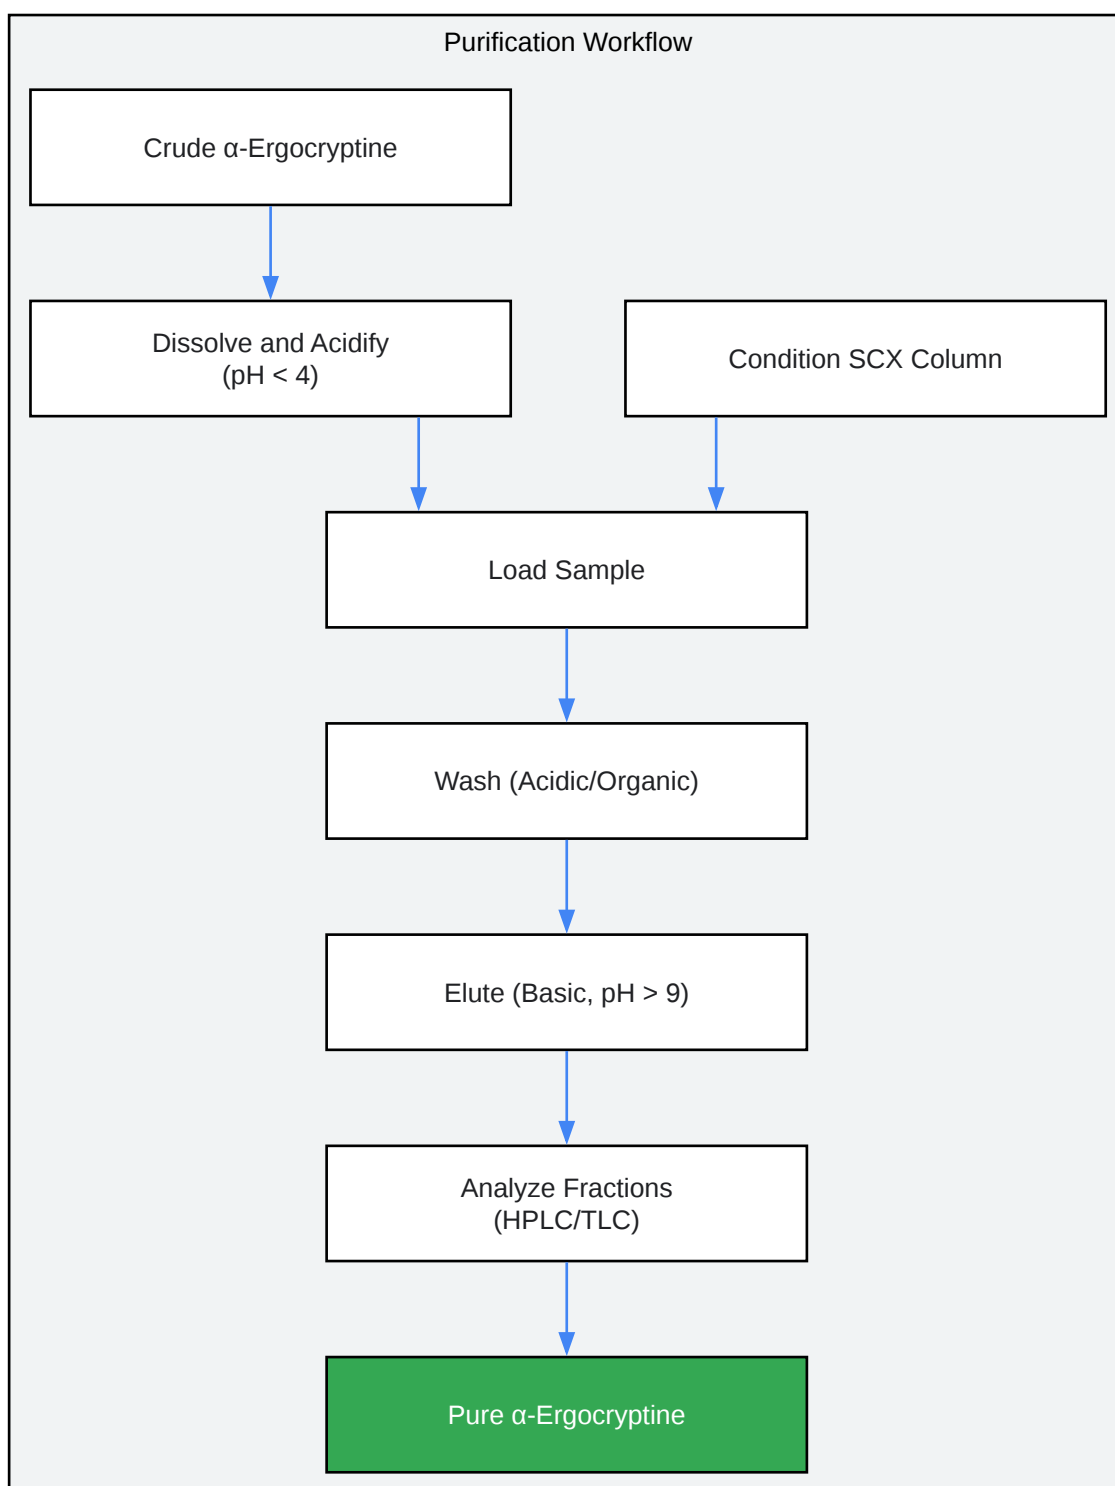 Purification Workflow
Crude α-Ergocryptine
Dissolve and Acidify
(pH < 4)
Condition SCX Column
Load Sample
Wash (Acidic/Organic)
Elute (Basic, pH > 9)
Analyze Fractions
(HPLC/TLC)
Pure α-Ergocryptine